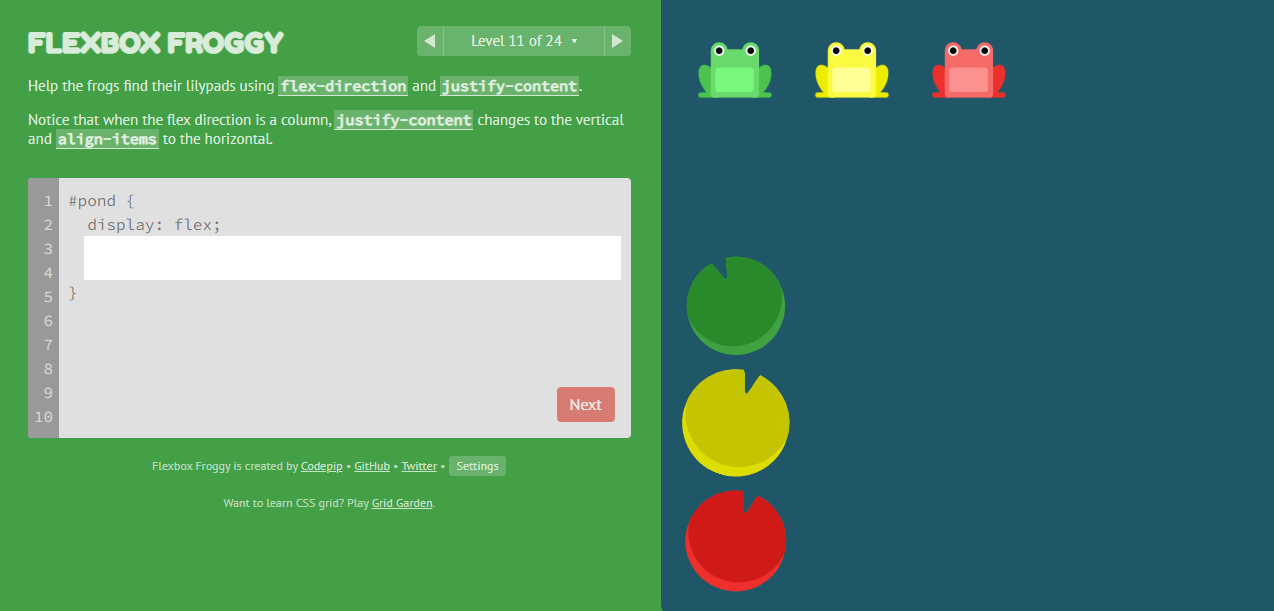 FLEXBOX FROGGY
Level 11 of 24
Help the frogs find their lilypads using flex-direction and justify-content.
Notice that when the flex direction is a column, justify-content changes to the vertical
and align-items to the horizontal.
1 #pond {
2 display: flex;
3
4
5 }
6
7
8
9
10
Next
Flexbox Froggy is created by Codepip • GitHub • Twitter • Settings
Want to learn CSS grid? Play Grid Garden.